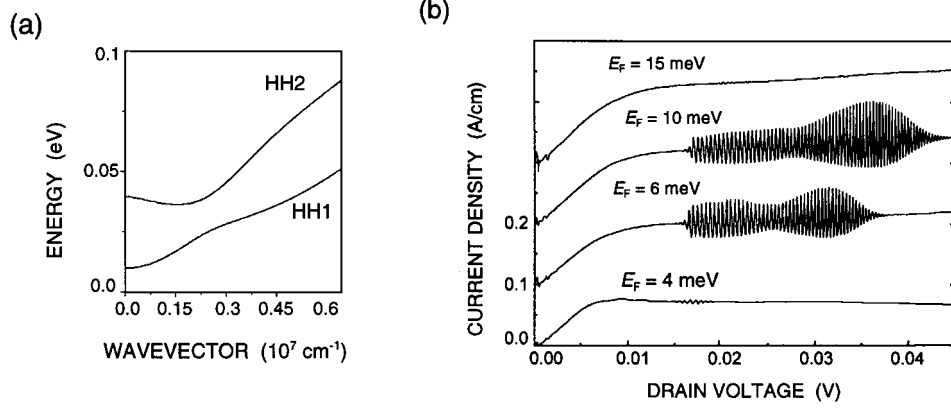 (a)
ENERGY (eV)
0.1
0.05
0.0
HH2
HH1
0.0 0.15 0.3 0.45 0.6
WAVEVECTOR (10⁷ cm⁻¹)
(b)
CURRENT DENSITY (A/cm)
E_F = 15 meV
E_F = 10 meV
E_F = 6 meV
E_F = 4 meV
0.2
0.1
0.0
0.00 0.01 0.02 0.03 0.04
DRAIN VOLTAGE (V)